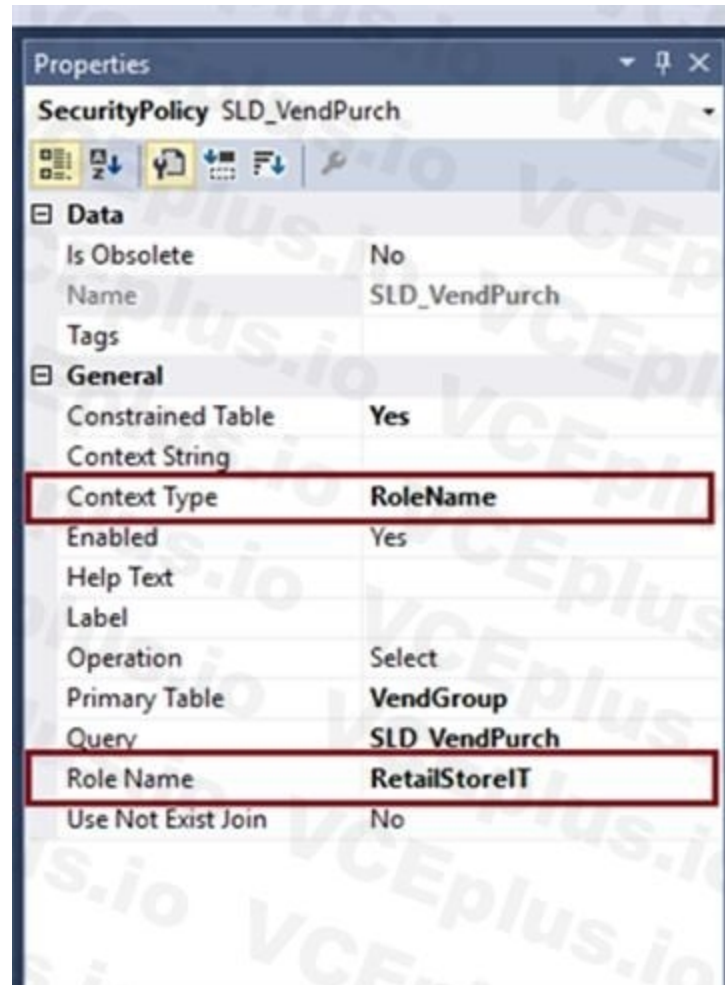 Properties
SecurityPolicy SLD_VendPurch
Data
Is Obsolete No
Name SLD_VendPurch
Tags
General
Constrained Table Yes
Context String
Context Type RoleName
Enabled Yes
Help Text
Label
Operation Select
Primary Table VendGroup
Query SLD_VendPurch
Role Name RetailStoreIT
Use Not Exist Join No
VCEplus.io